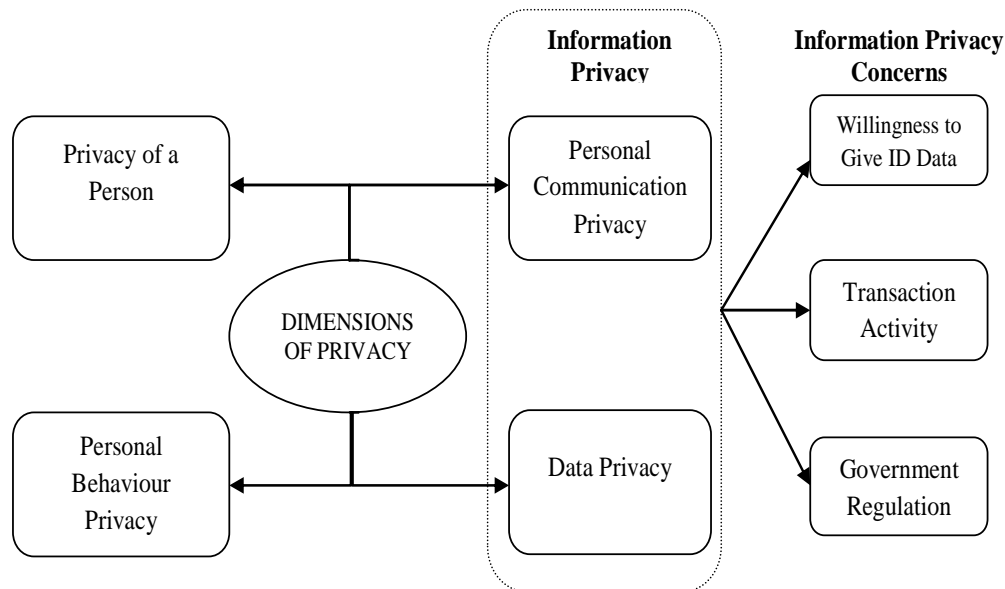 Information
Privacy
Information Privacy
Concerns
Privacy of a
Person
Personal
Communication
Privacy
Willingness to
Give ID Data
DIMENSIONS
OF PRIVACY
Transaction
Activity
Personal
Behaviour
Privacy
Data Privacy
Government
Regulation